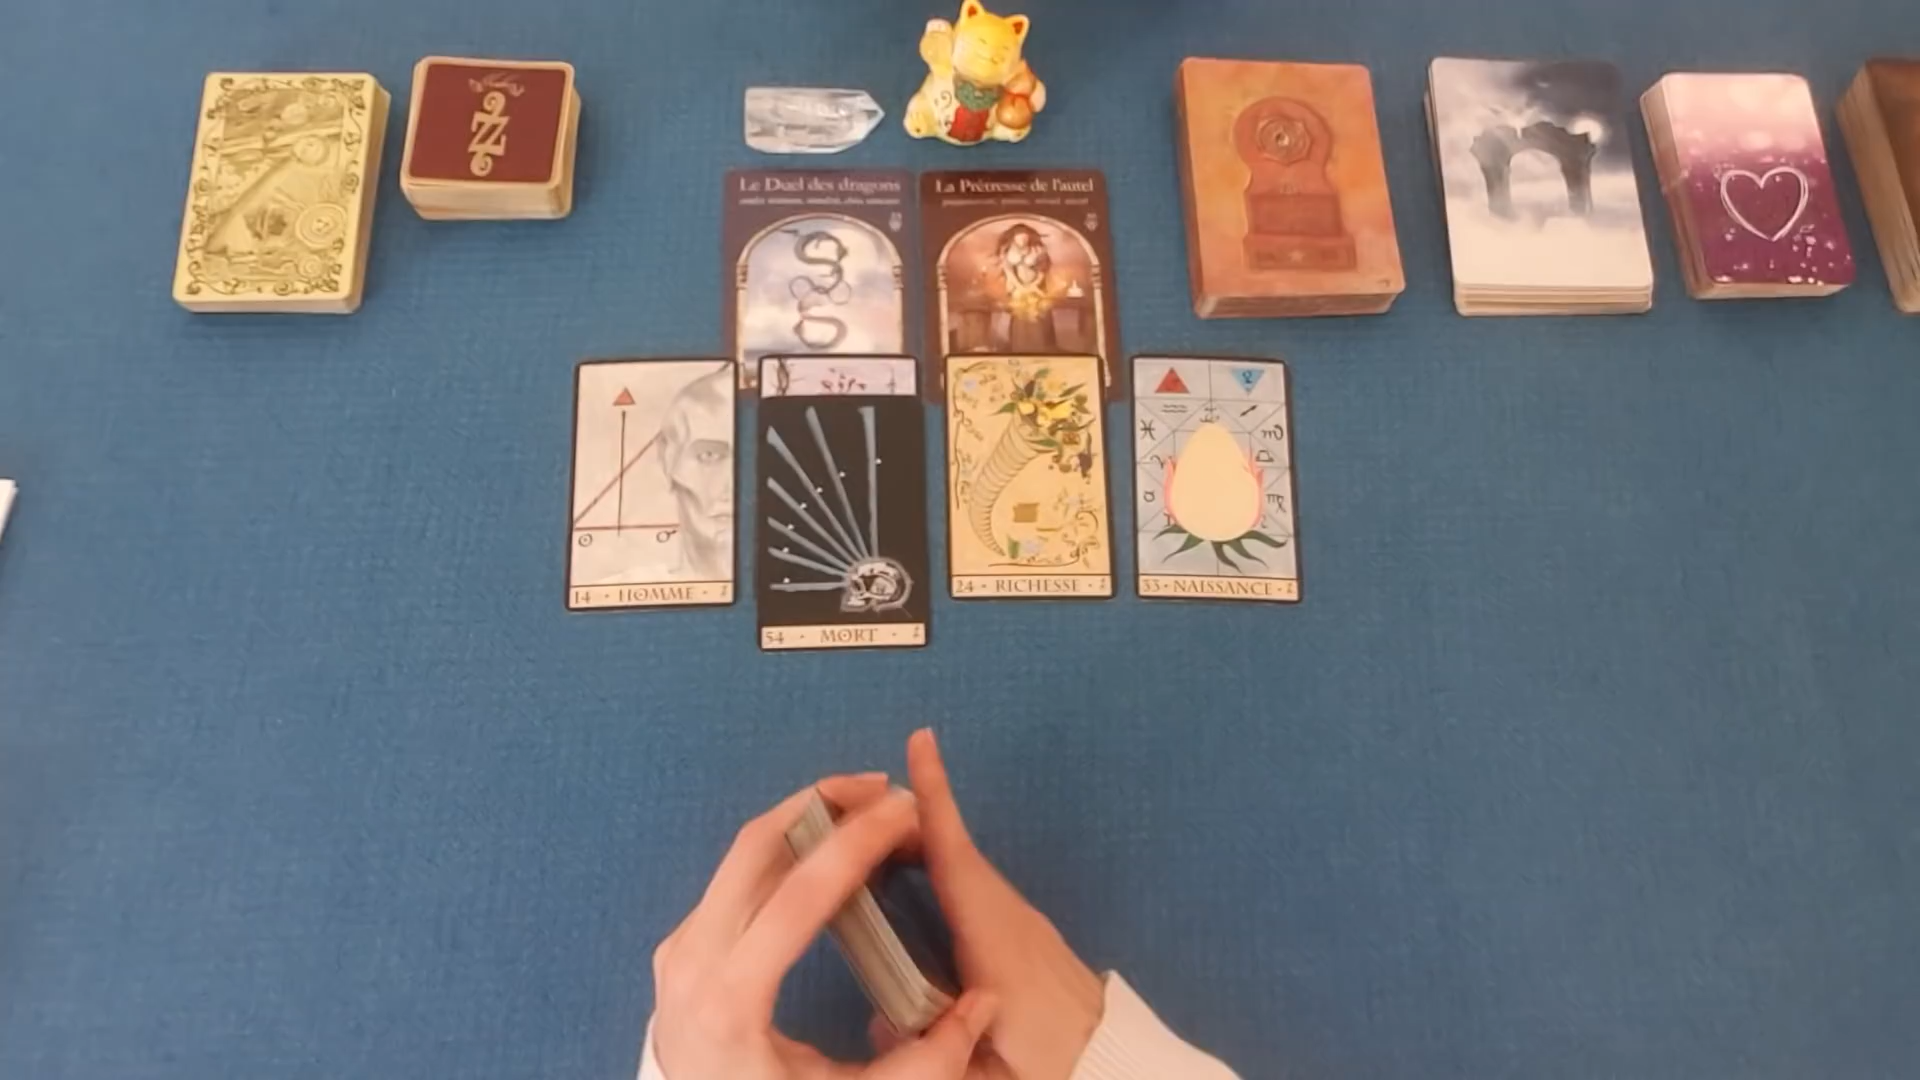 Le Duel des dragons
La Prêtresse de l'autel
14 • HOMME •
54 • MORT •
24 • RICHESSE •
33 • NAISSANCE •